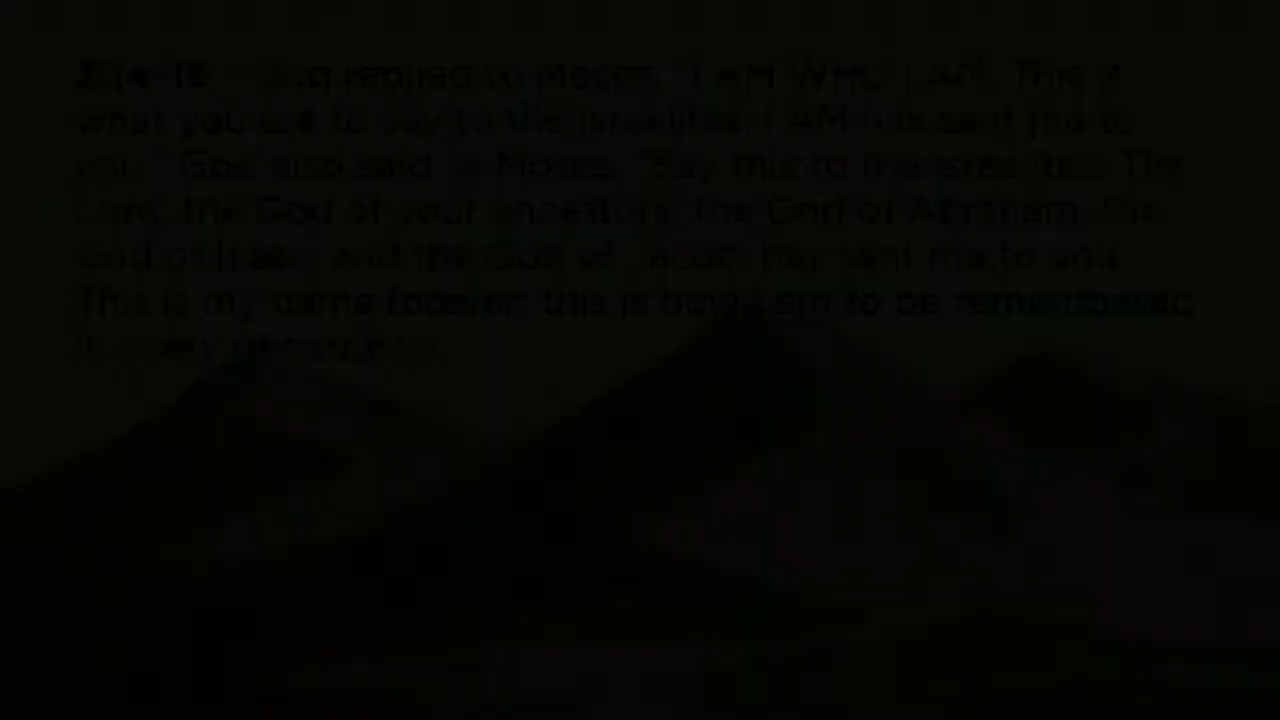 3:14-15 God replied to Moses, "I AM WHO I AM. This is
what you are to say to the Israelites: I AM has sent me to
you." God also said to Moses, "Say this to the Israelites: The
Lord, the God of your ancestors, the God of Abraham, the
God of Isaac, and the God of Jacob, has sent me to you.
This is my name forever; this is how I am to be remembered
in every generation.